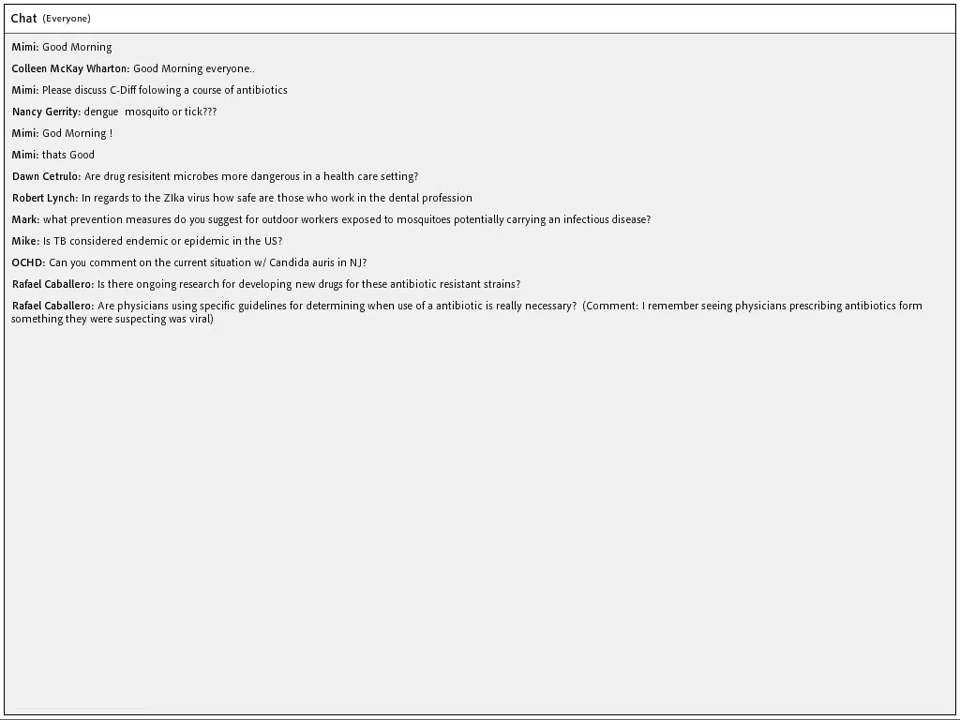 Chat (Everyone)
Mimi: Good Morning
Colleen McKay Wharton: Good Morning everyone..
Mimi: Please discuss C-Diff folowing a course of antibiotics
Nancy Gerrity: dengue  mosquito or tick???
Mimi: God Morning !
Mimi: thats Good
Dawn Cetrulo: Are drug resisitent microbes more dangerous in a health care setting?
Robert Lynch: In regards to the ZIka virus how safe are those who work in the dental profession
Mark: what prevention measures do you suggest for outdoor workers exposed to mosquitoes potentially carrying an infectious disease?
Mike: Is TB considered endemic or epidemic in the US?
OCHD: Can you comment on the current situation w/ Candida auris in NJ?
Rafael Caballero: Is there ongoing research for developing new drugs for these antibiotic resistant strains?
Rafael Caballero: Are physicians using specific guidelines for determining when use of a antibiotic is really necessary?  (Comment: I remember seeing physicians prescribing antibiotics form
something they were suspecting was viral)